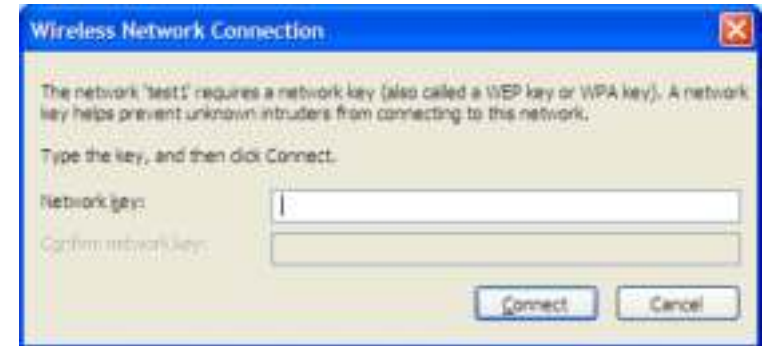 Wireless Network Connection
The network 'test1' requires a network key (also called a WEP key or WPA key). A network
key helps prevent unknown intruders from connecting to this network.
Type the key, and then click Connect.
Network key:
Confirm network key:
Connect Cancel